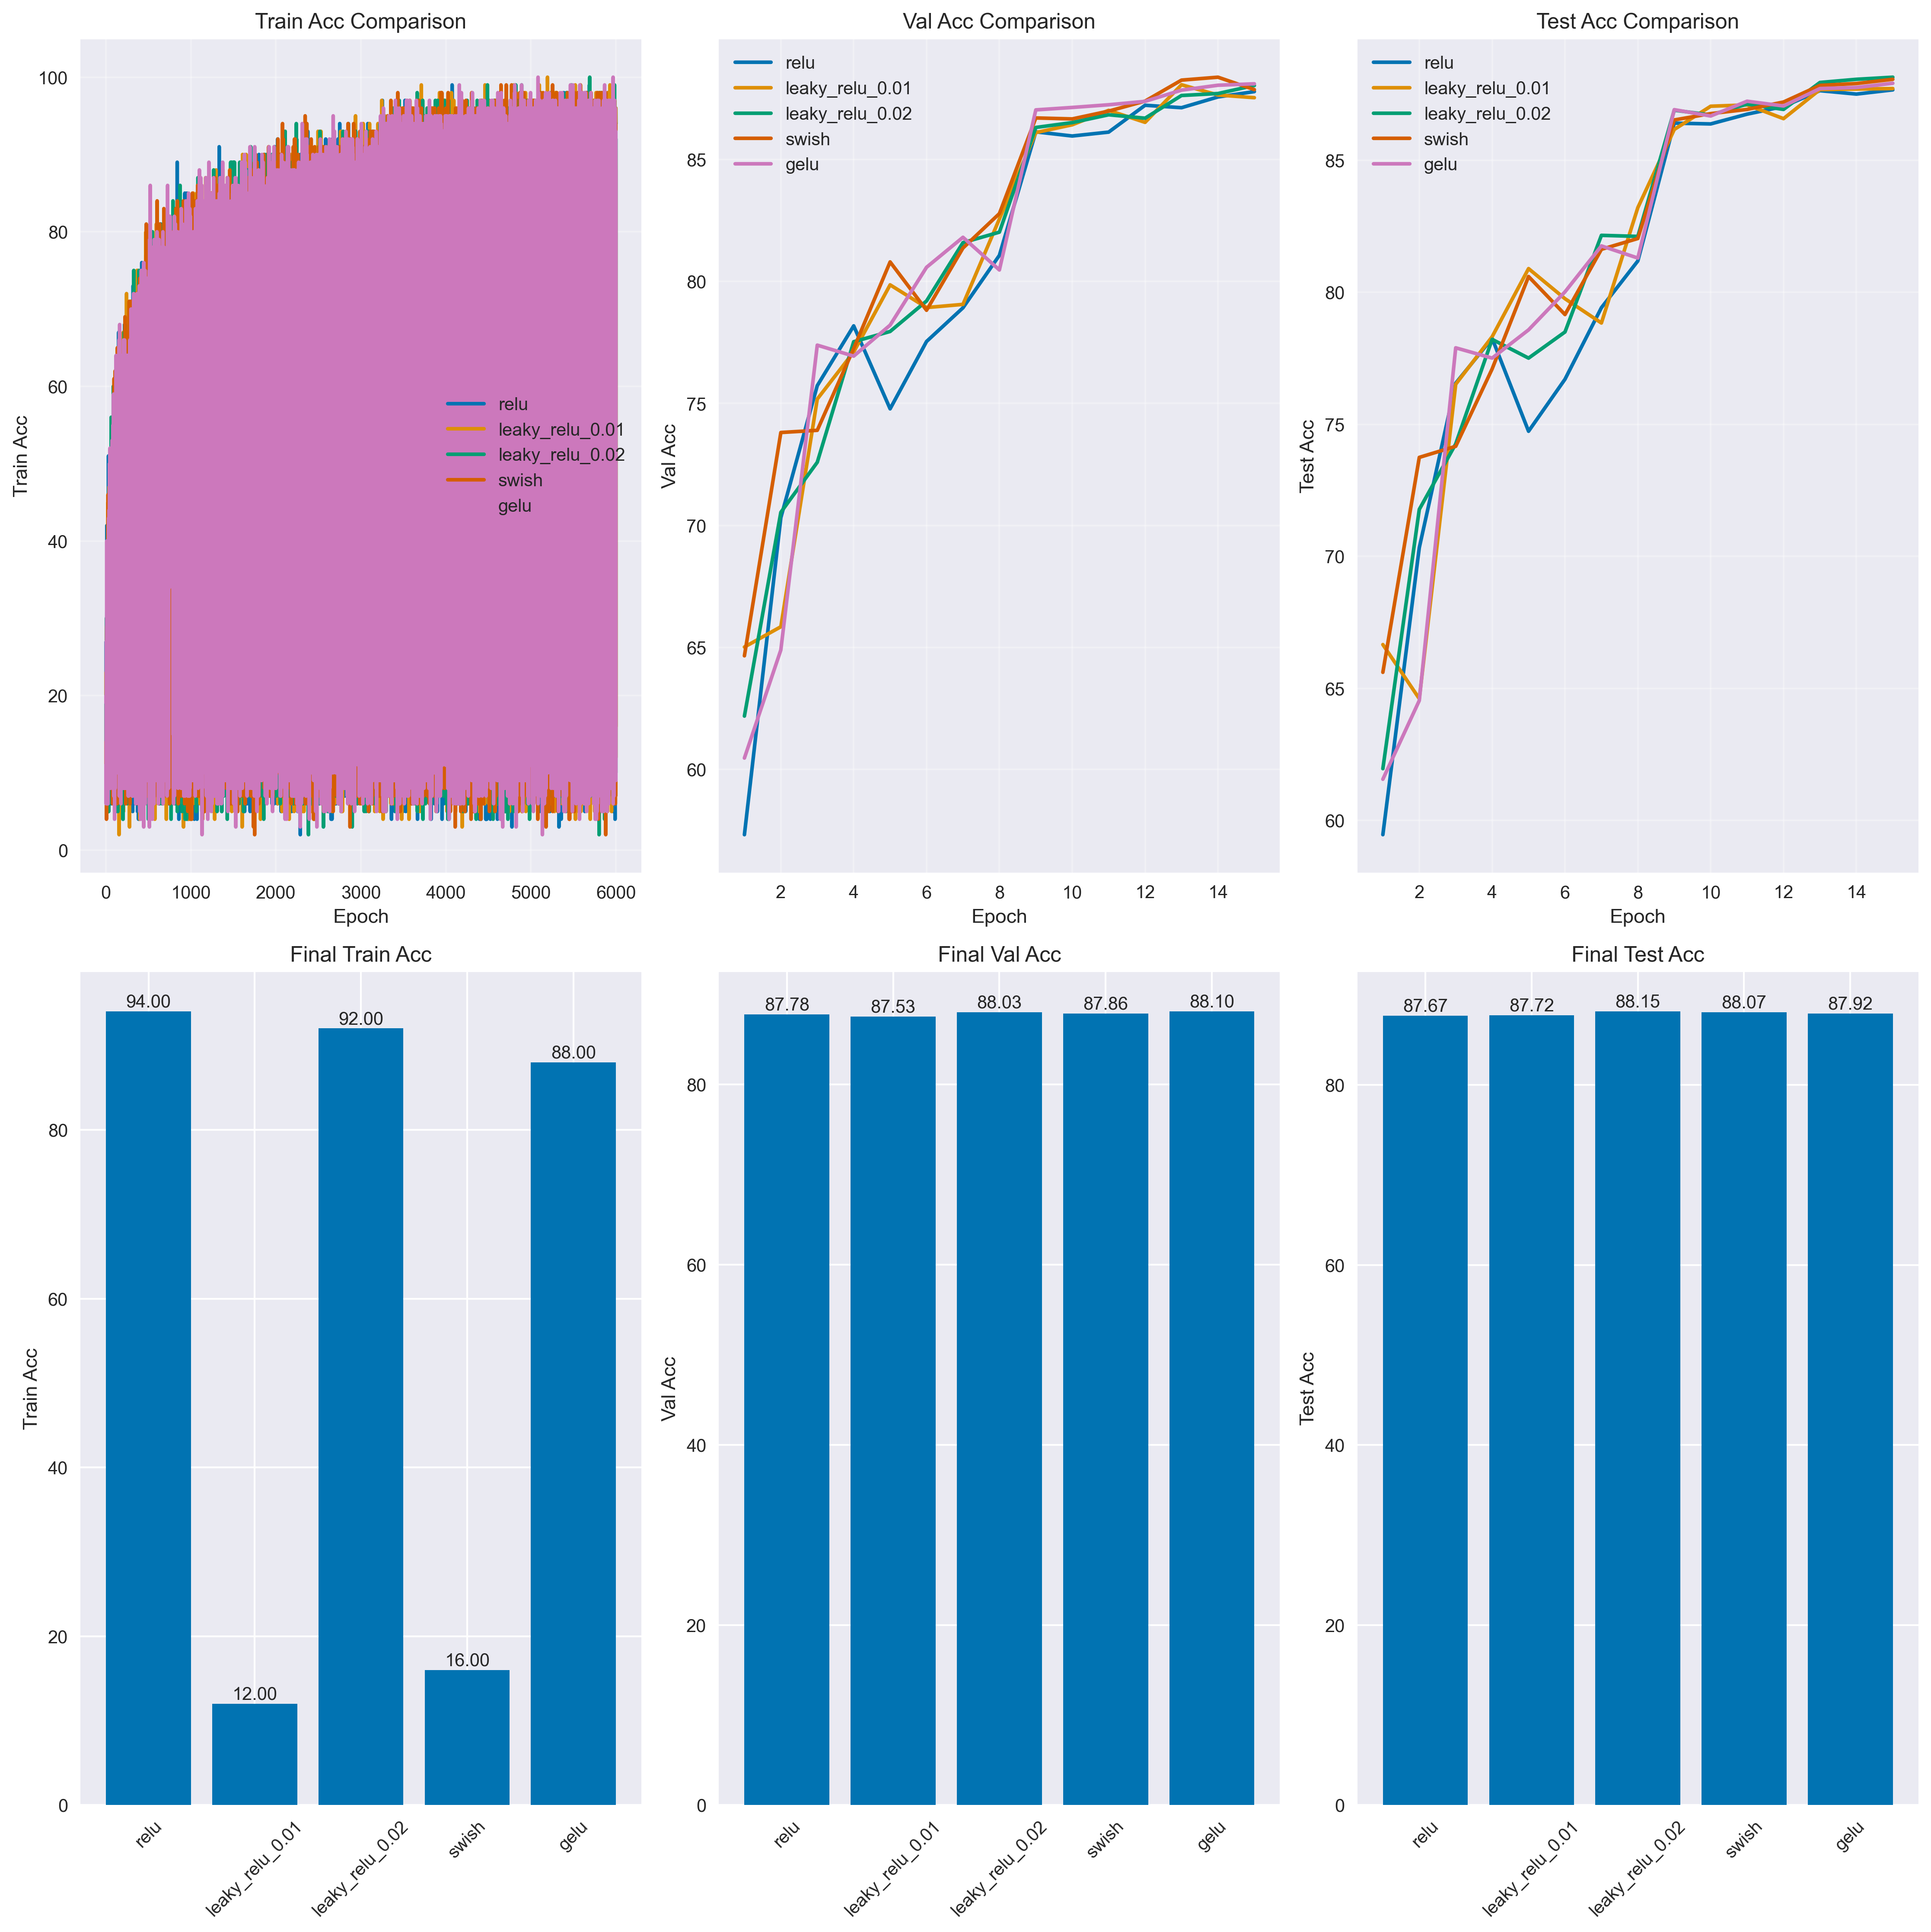 Train Acc Comparison
Train Acc
100
80
60
40
20
0
relu
leaky_relu_0.01
leaky_relu_0.02
swish
gelu
0 1000 2000 3000 4000 5000 6000
Epoch
Val Acc Comparison
Val Acc
85
80
75
70
65
60
relu
leaky_relu_0.01
leaky_relu_0.02
swish
gelu
2 4 6 8 10 12 14
Epoch
Test Acc Comparison
Test Acc
85
80
75
70
65
60
relu
leaky_relu_0.01
leaky_relu_0.02
swish
gelu
2 4 6 8 10 12 14
Epoch
Final Train Acc
Train Acc
80
60
40
20
0
94.00
12.00
92.00
16.00
88.00
relu
leaky_relu_0.01
leaky_relu_0.02
swish
gelu
Final Val Acc
Val Acc
80
60
40
20
0
87.78
87.53
88.03
87.86
88.10
relu
leaky_relu_0.01
leaky_relu_0.02
swish
gelu
Final Test Acc
Test Acc
80
60
40
20
0
87.67
87.72
88.15
88.07
87.92
relu
leaky_relu_0.01
leaky_relu_0.02
swish
gelu